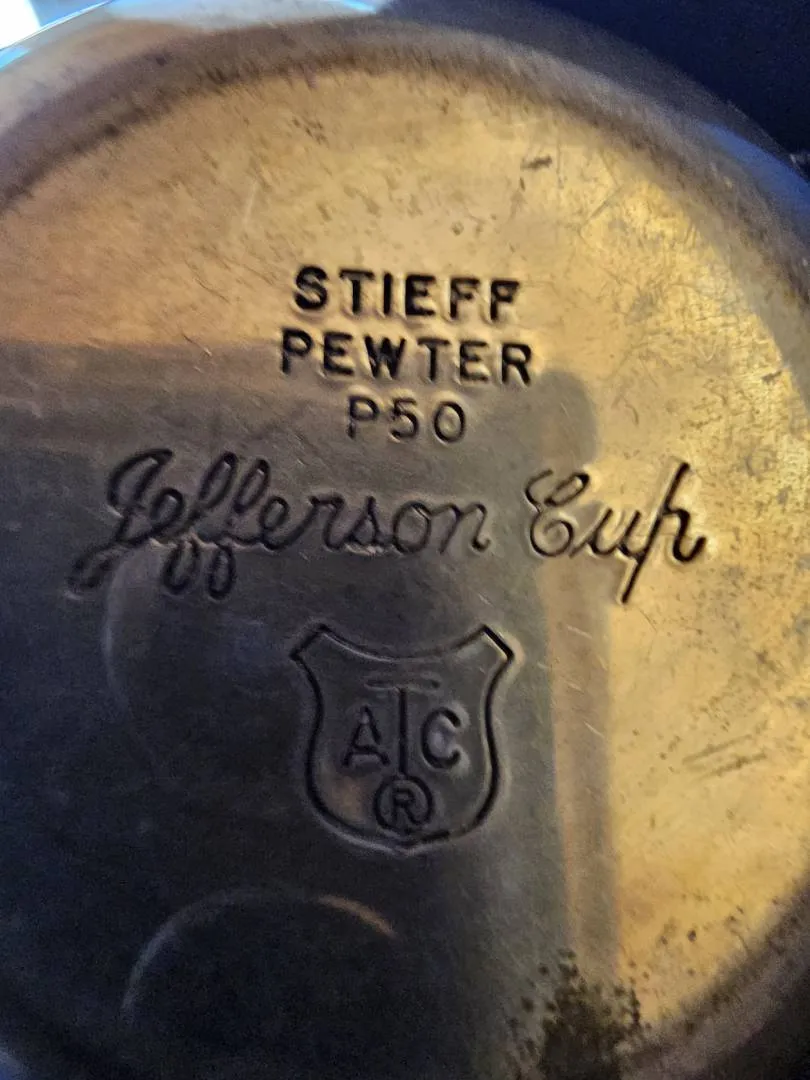 STIEFF
PEWTER
P50
Jefferson Cup
ATC
®